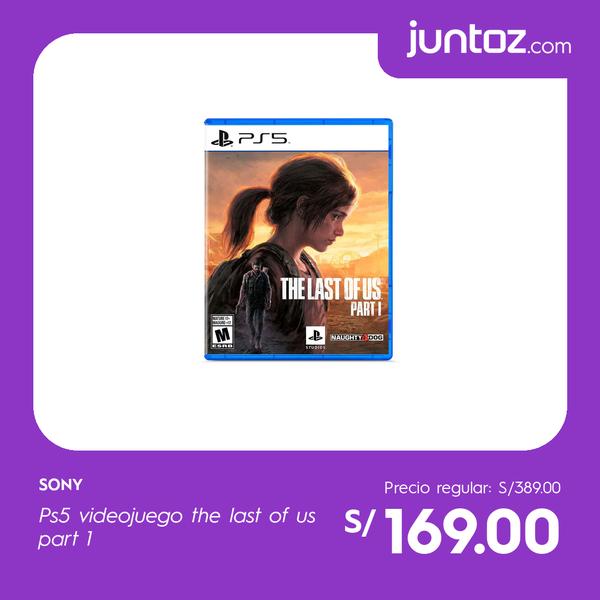 juntoz.com
PS5
THE LAST OF US
PART I
MATURE 17+
M
ESRB
STUDIOS
NAUGHTY DOG
SONY
Ps5 videojuego the last of us
part 1
Precio regular: S/389.00
S/169.00